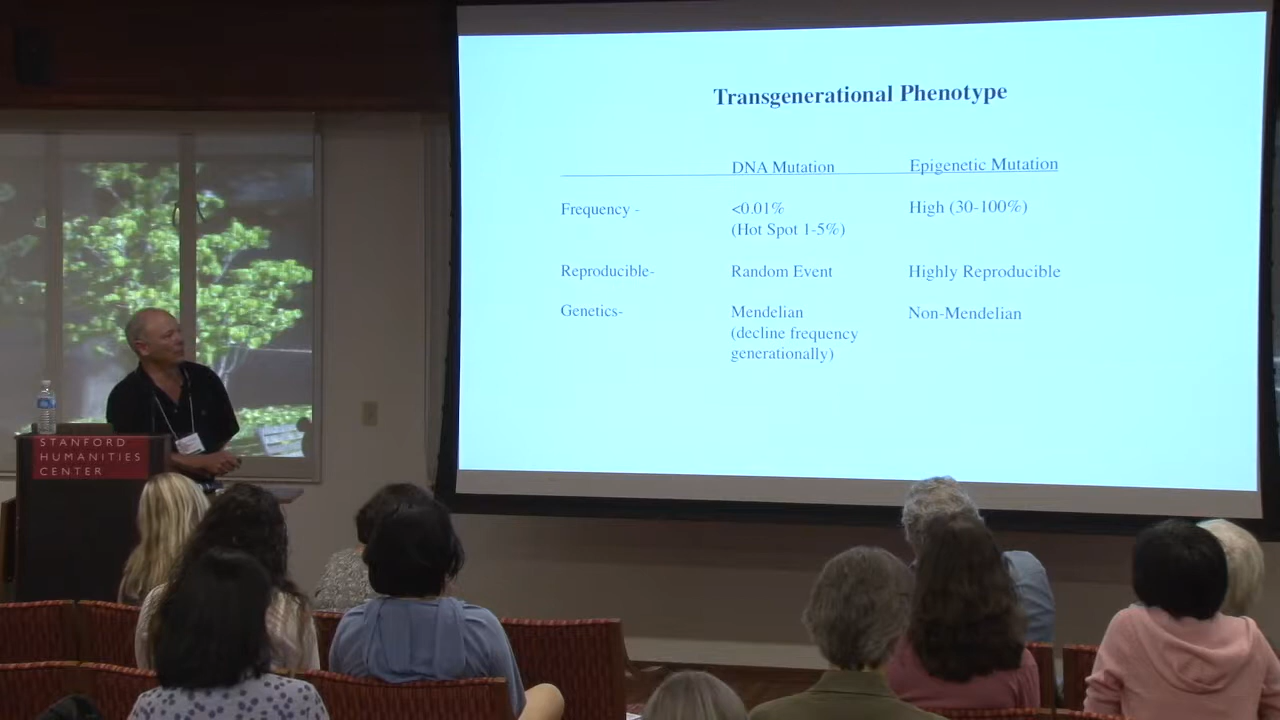 Transgenerational Phenotype
DNA Mutation Epigenetic Mutation
Frequency - <0.01% High (30-100%)
(Hot Spot 1-5%)
Reproducible- Random Event Highly Reproducible
Genetics- Mendelian Non-Mendelian
(decline frequency
generationally)
STANFORD
HUMANITIES
CENTER